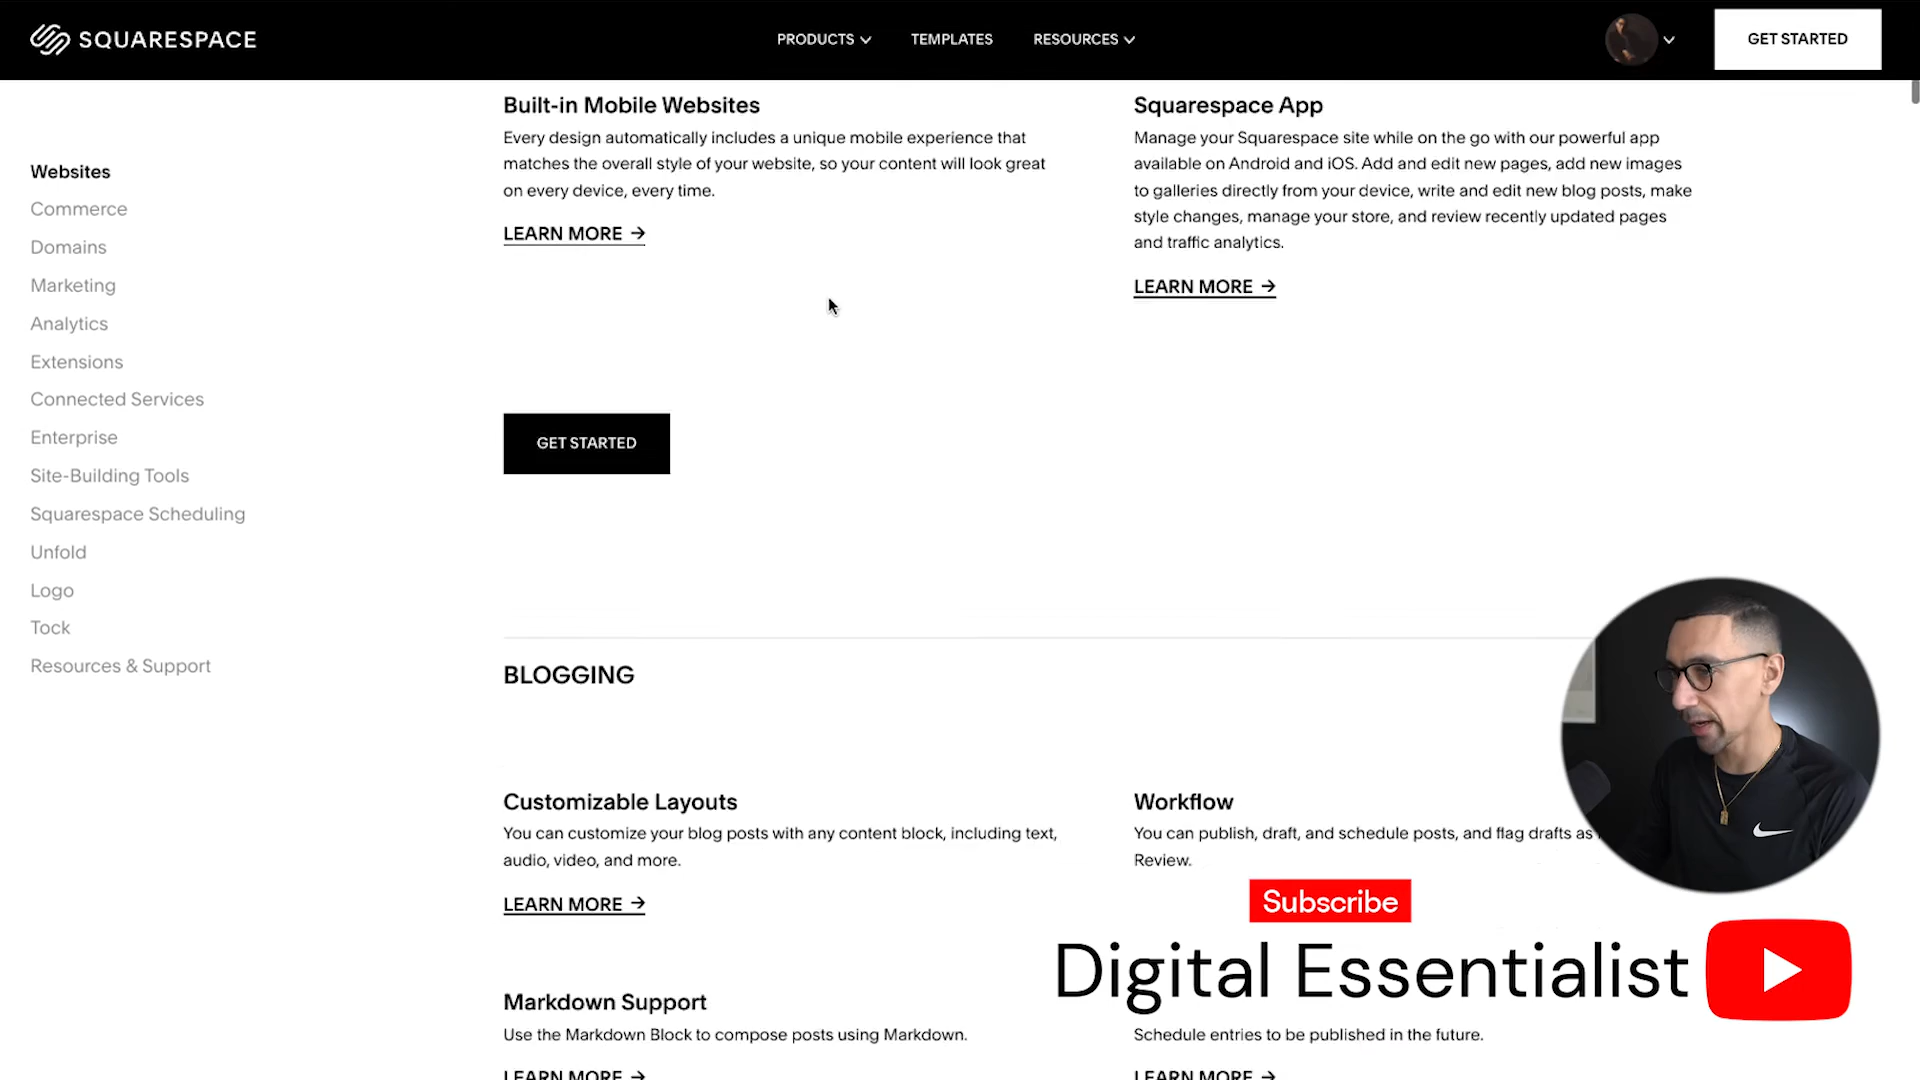 SQUARESPACE
PRODUCTS
TEMPLATES
RESOURCES
GET STARTED
Websites
Commerce
Domains
Marketing
Analytics
Extensions
Connected Services
Enterprise
Site-Building Tools
Squarespace Scheduling
Unfold
Logo
Tock
Resources & Support
Built-in Mobile Websites
Every design automatically includes a unique mobile experience that
matches the overall style of your website, so your content will look great
on every device, every time.
LEARN MORE →
Squarespace App
Manage your Squarespace site while on the go with our powerful app
available on Android and iOS. Add and edit new pages, add new images
to galleries directly from your device, write and edit new blog posts, make
style changes, manage your store, and review recently updated pages
and traffic analytics.
LEARN MORE →
GET STARTED
BLOGGING
Customizable Layouts
You can customize your blog posts with any content block, including text,
audio, video, and more.
LEARN MORE →
Workflow
You can publish, draft, and schedule posts, and flag drafts as
Review.
Markdown Support
Use the Markdown Block to compose posts using Markdown.
LEARN MORE →
Schedule entries to be published in the future.
LEARN MORE →
Subscribe
Digital Essentialist